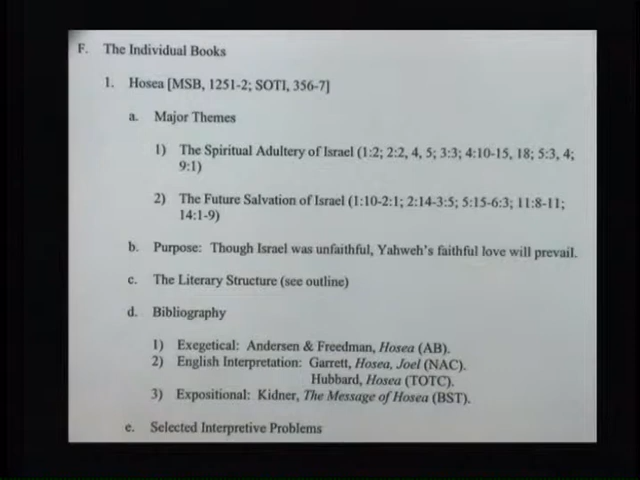 F. The Individual Books
1. Hosea [MSB, 1251-2; SOTI, 356-7]
a. Major Themes
1) The Spiritual Adultery of Israel (1:2; 2:2, 4, 5; 3:3; 4:10-15, 18; 5:3, 4;
9:1)
2) The Future Salvation of Israel (1:10-2:1; 2:14-3:5; 5:15-6:3; 11:8-11;
14:1-9)
b. Purpose: Though Israel was unfaithful, Yahweh's faithful love will prevail.
c. The Literary Structure (see outline)
d. Bibliography
1) Exegetical: Andersen & Freedman, Hosea (AB).
2) English Interpretation: Garrett, Hosea, Joel (NAC).
Hubbard, Hosea (TOTC).
3) Expositional: Kidner, The Message of Hosea (BST).
e. Selected Interpretive Problems